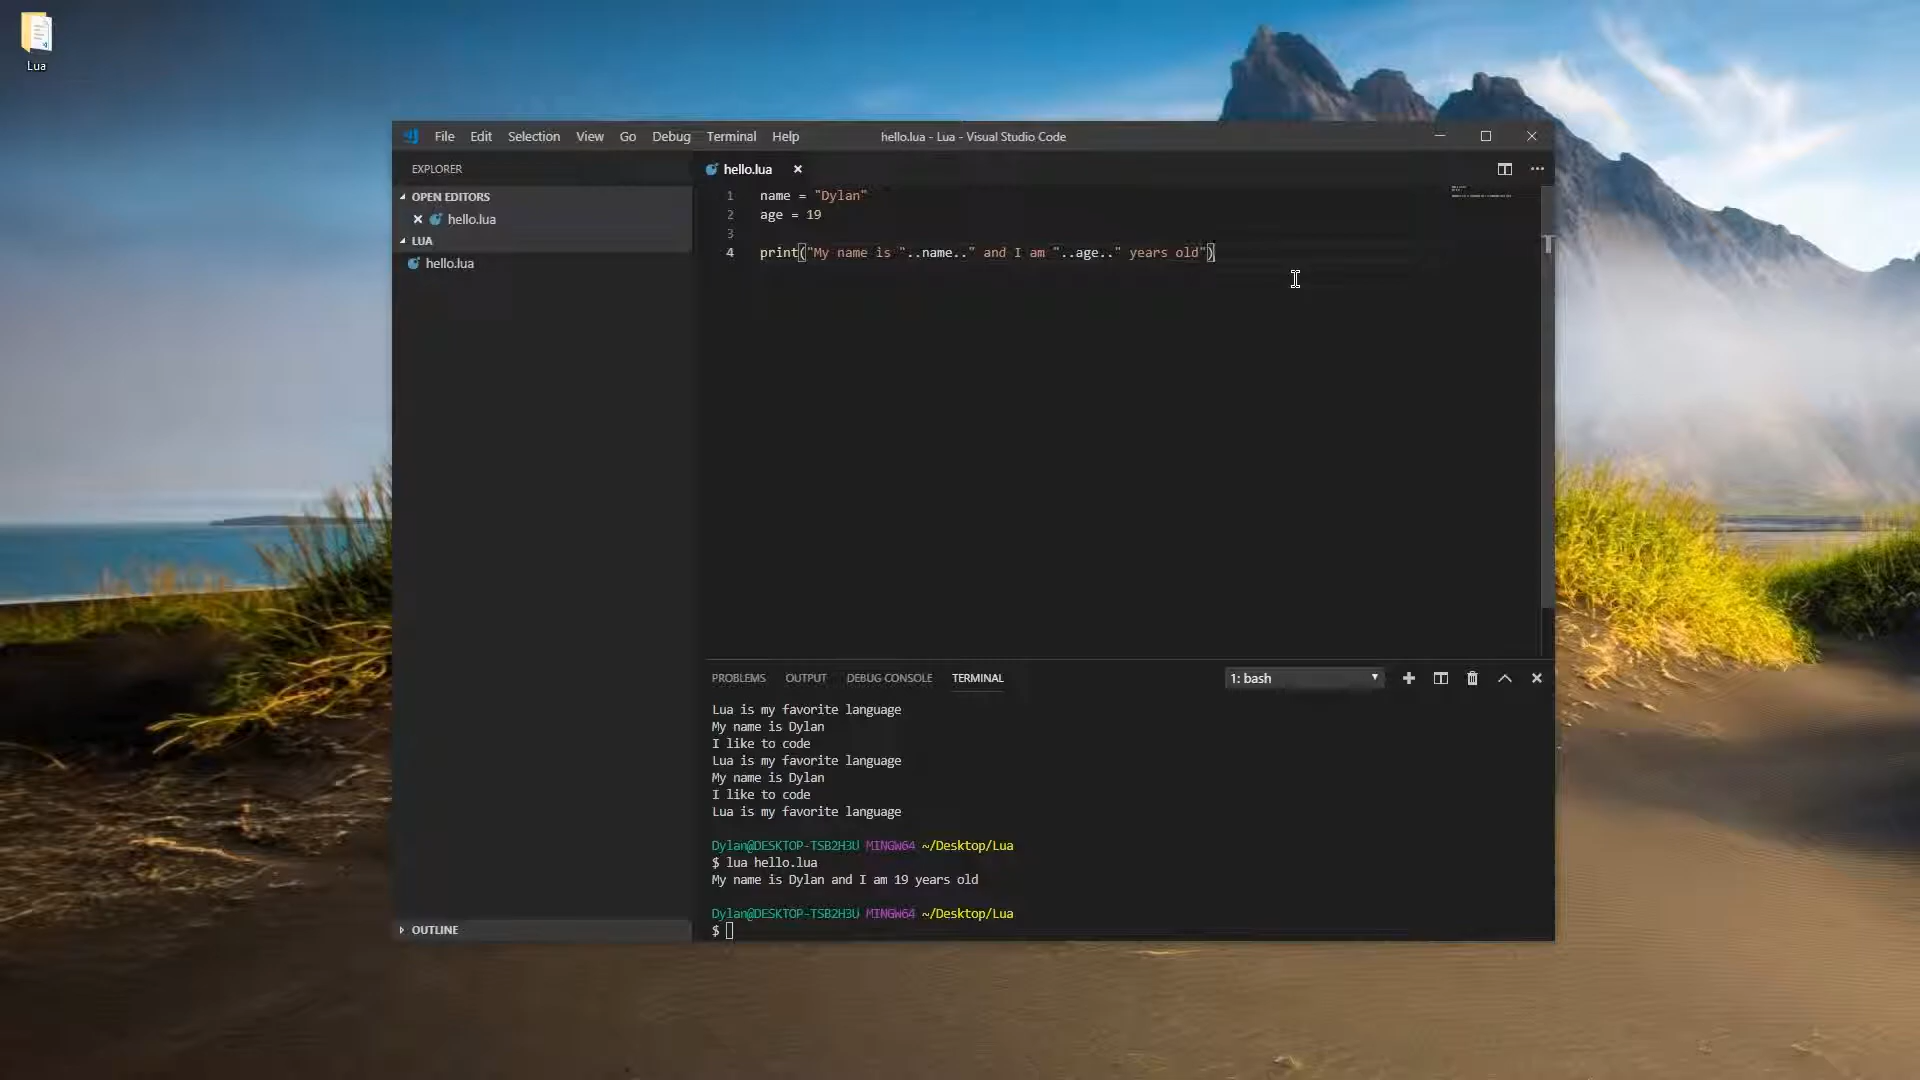 Lua
File Edit Selection View Go Debug Terminal Help
hello.lua - Lua - Visual Studio Code
EXPLORER
OPEN EDITORS
hello.lua
LUA
hello.lua
OUTLINE
hello.lua
1 name = "Dylan"
2 age = 19
3
4 print("My name is "..name.." and I am "..age.." years old")
PROBLEMS OUTPUT DEBUG CONSOLE TERMINAL
1: bash
Lua is my favorite language
My name is Dylan
I like to code
Lua is my favorite language
My name is Dylan
I like to code
Lua is my favorite language
Dylan@DESKTOP-TSB2H3U MINGW64 ~/Desktop/Lua
$ lua hello.lua
My name is Dylan and I am 19 years old
Dylan@DESKTOP-TSB2H3U MINGW64 ~/Desktop/Lua
$